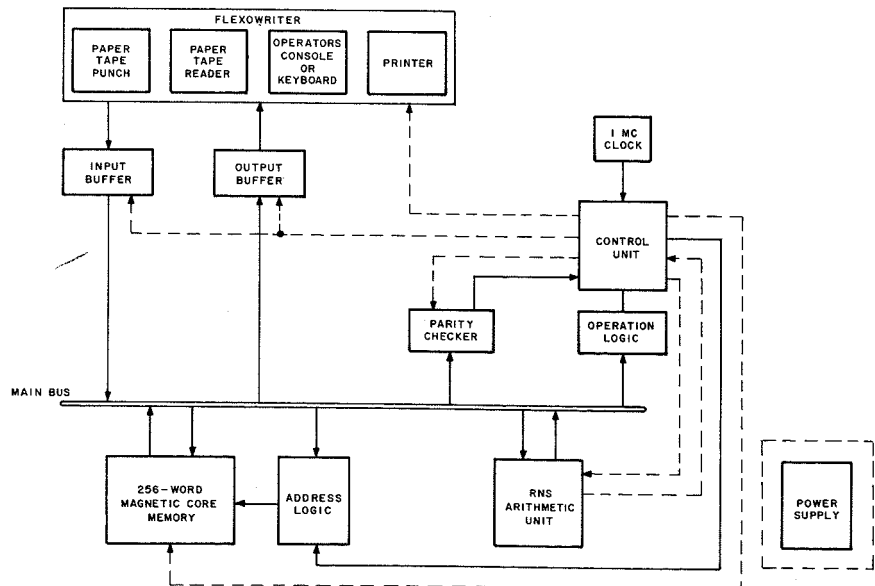 FLEXOWRITER
PAPER
TAPE
PUNCH
PAPER
TAPE
READER
OPERATORS
CONSOLE
OR
KEYBOARD
PRINTER
INPUT
BUFFER
OUTPUT
BUFFER
I MC
CLOCK
CONTROL
UNIT
PARITY
CHECKER
OPERATION
LOGIC
MAIN BUS
256-WORD
MAGNETIC CORE
MEMORY
ADDRESS
LOGIC
RNS
ARITHMETIC
UNIT
POWER
SUPPLY